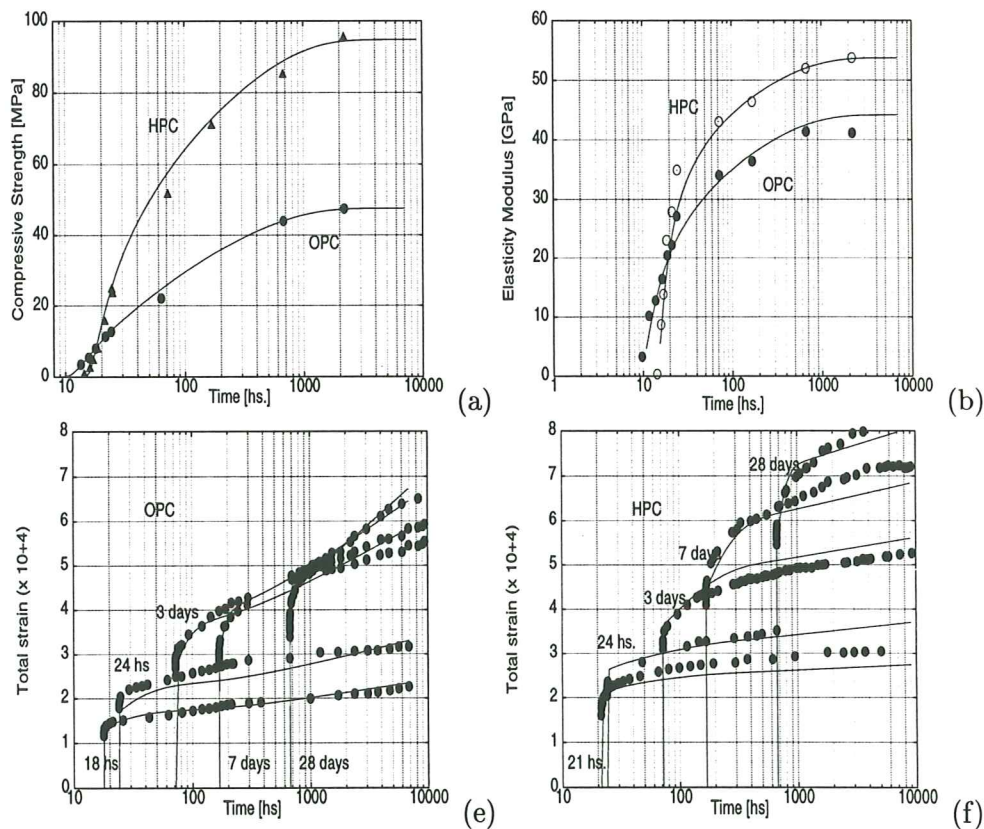 100
80
60
40
20
0
Compressive Strength [MPa]
HPC
OPC
10
100
1000
10000
Time [hs.]
(a)
60
50
40
30
20
10
0
Elasticity Modulus [GPa]
HPC
OPC
1
10
100
1000
10000
Time [hs.]
(b)
8
7
6
5
4
3
2
1
0
Total strain (x 10+4)
OPC
3 days
24 hs.
18 hs
7 days
28 days
10
100
1000
10000
Time [hs]
(e)
8
7
6
5
4
3
2
1
0
Total strain (x 10+4)
28 days
HPC
7 days
3 days
24 hs.
21 hs.
10
100
1000
10000
Time [hs]
(f)